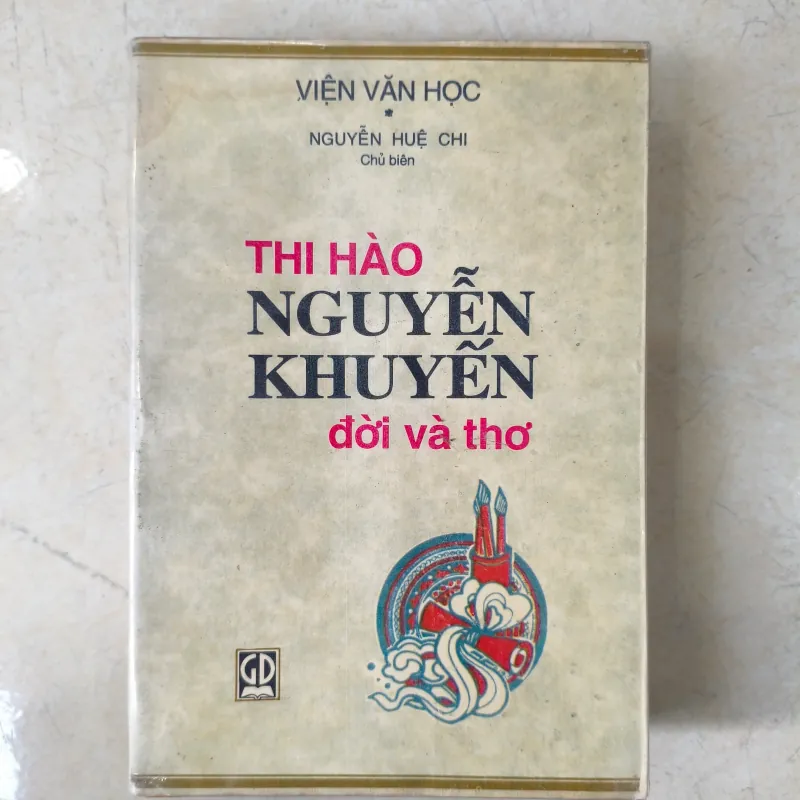 VIỆN VĂN HỌC
*
NGUYỄN HUỆ CHI
Chủ biên
THI HÀO
NGUYỄN
KHUYẾN
đời và thơ
GD